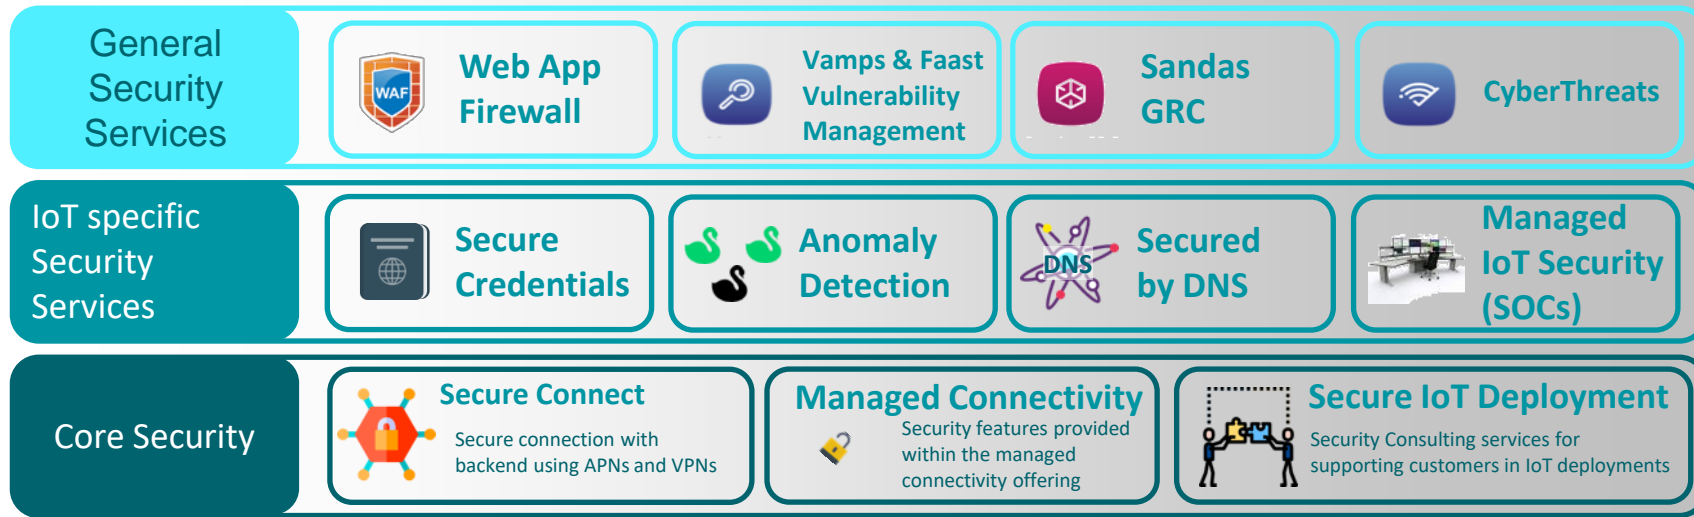 General
Security
Services
WAF
Web App
Firewall
Vamps & Faast
Vulnerability
Management
Sandas
GRC
CyberThreats
IoT specific
Security
Services
Secure
Credentials
Anomaly
Detection
DNS
Secured
by DNS
Managed
IoT Security
(SOCs)
Core Security
Secure Connect
Secure connection with
backend using APNs and VPNs
Managed Connectivity
Security features provided
within the managed
connectivity offering
Secure IoT Deployment
Security Consulting services for
supporting customers in IoT deployments